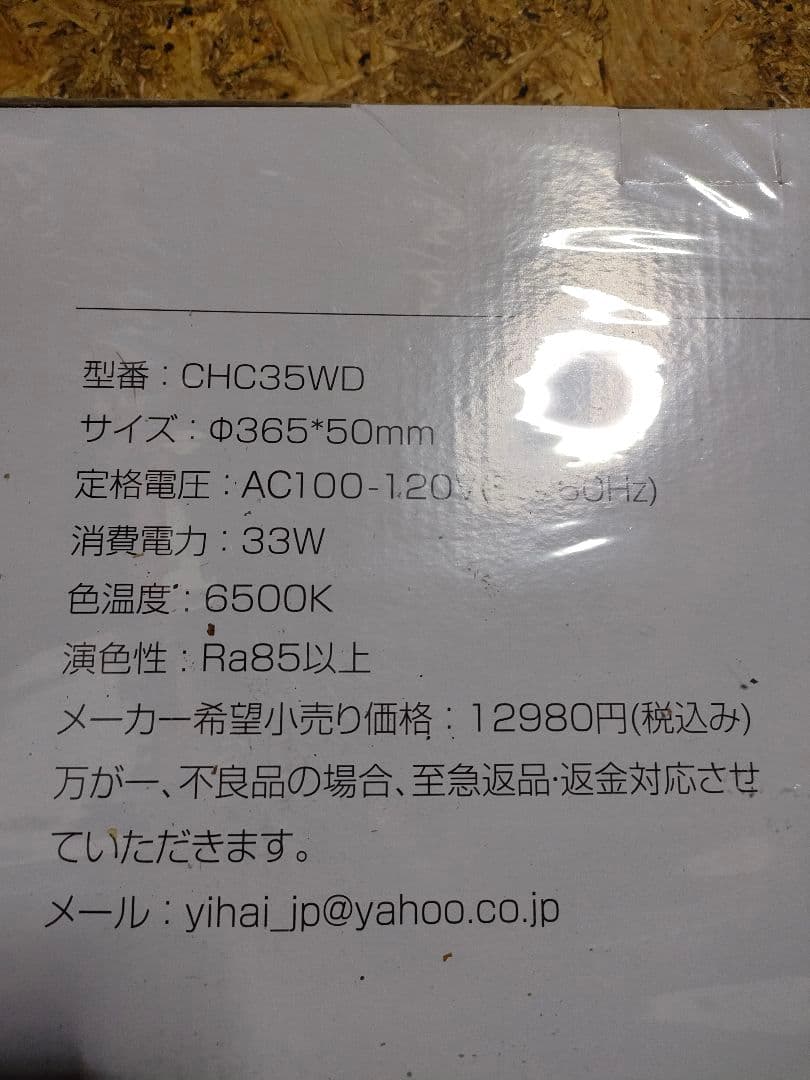 型番：CHC35WD
サイズ：Φ365*50mm
定格電圧：AC100-120V( 60Hz)
消費電力：33W
色温度：6500K
演色性：Ra85以上
メーカー希望小売り価格：12980円(税込み)
万が一、不良品の場合、至急返品・返金対応させ
ていただきます。
メール：yihai_jp@yahoo.co.jp